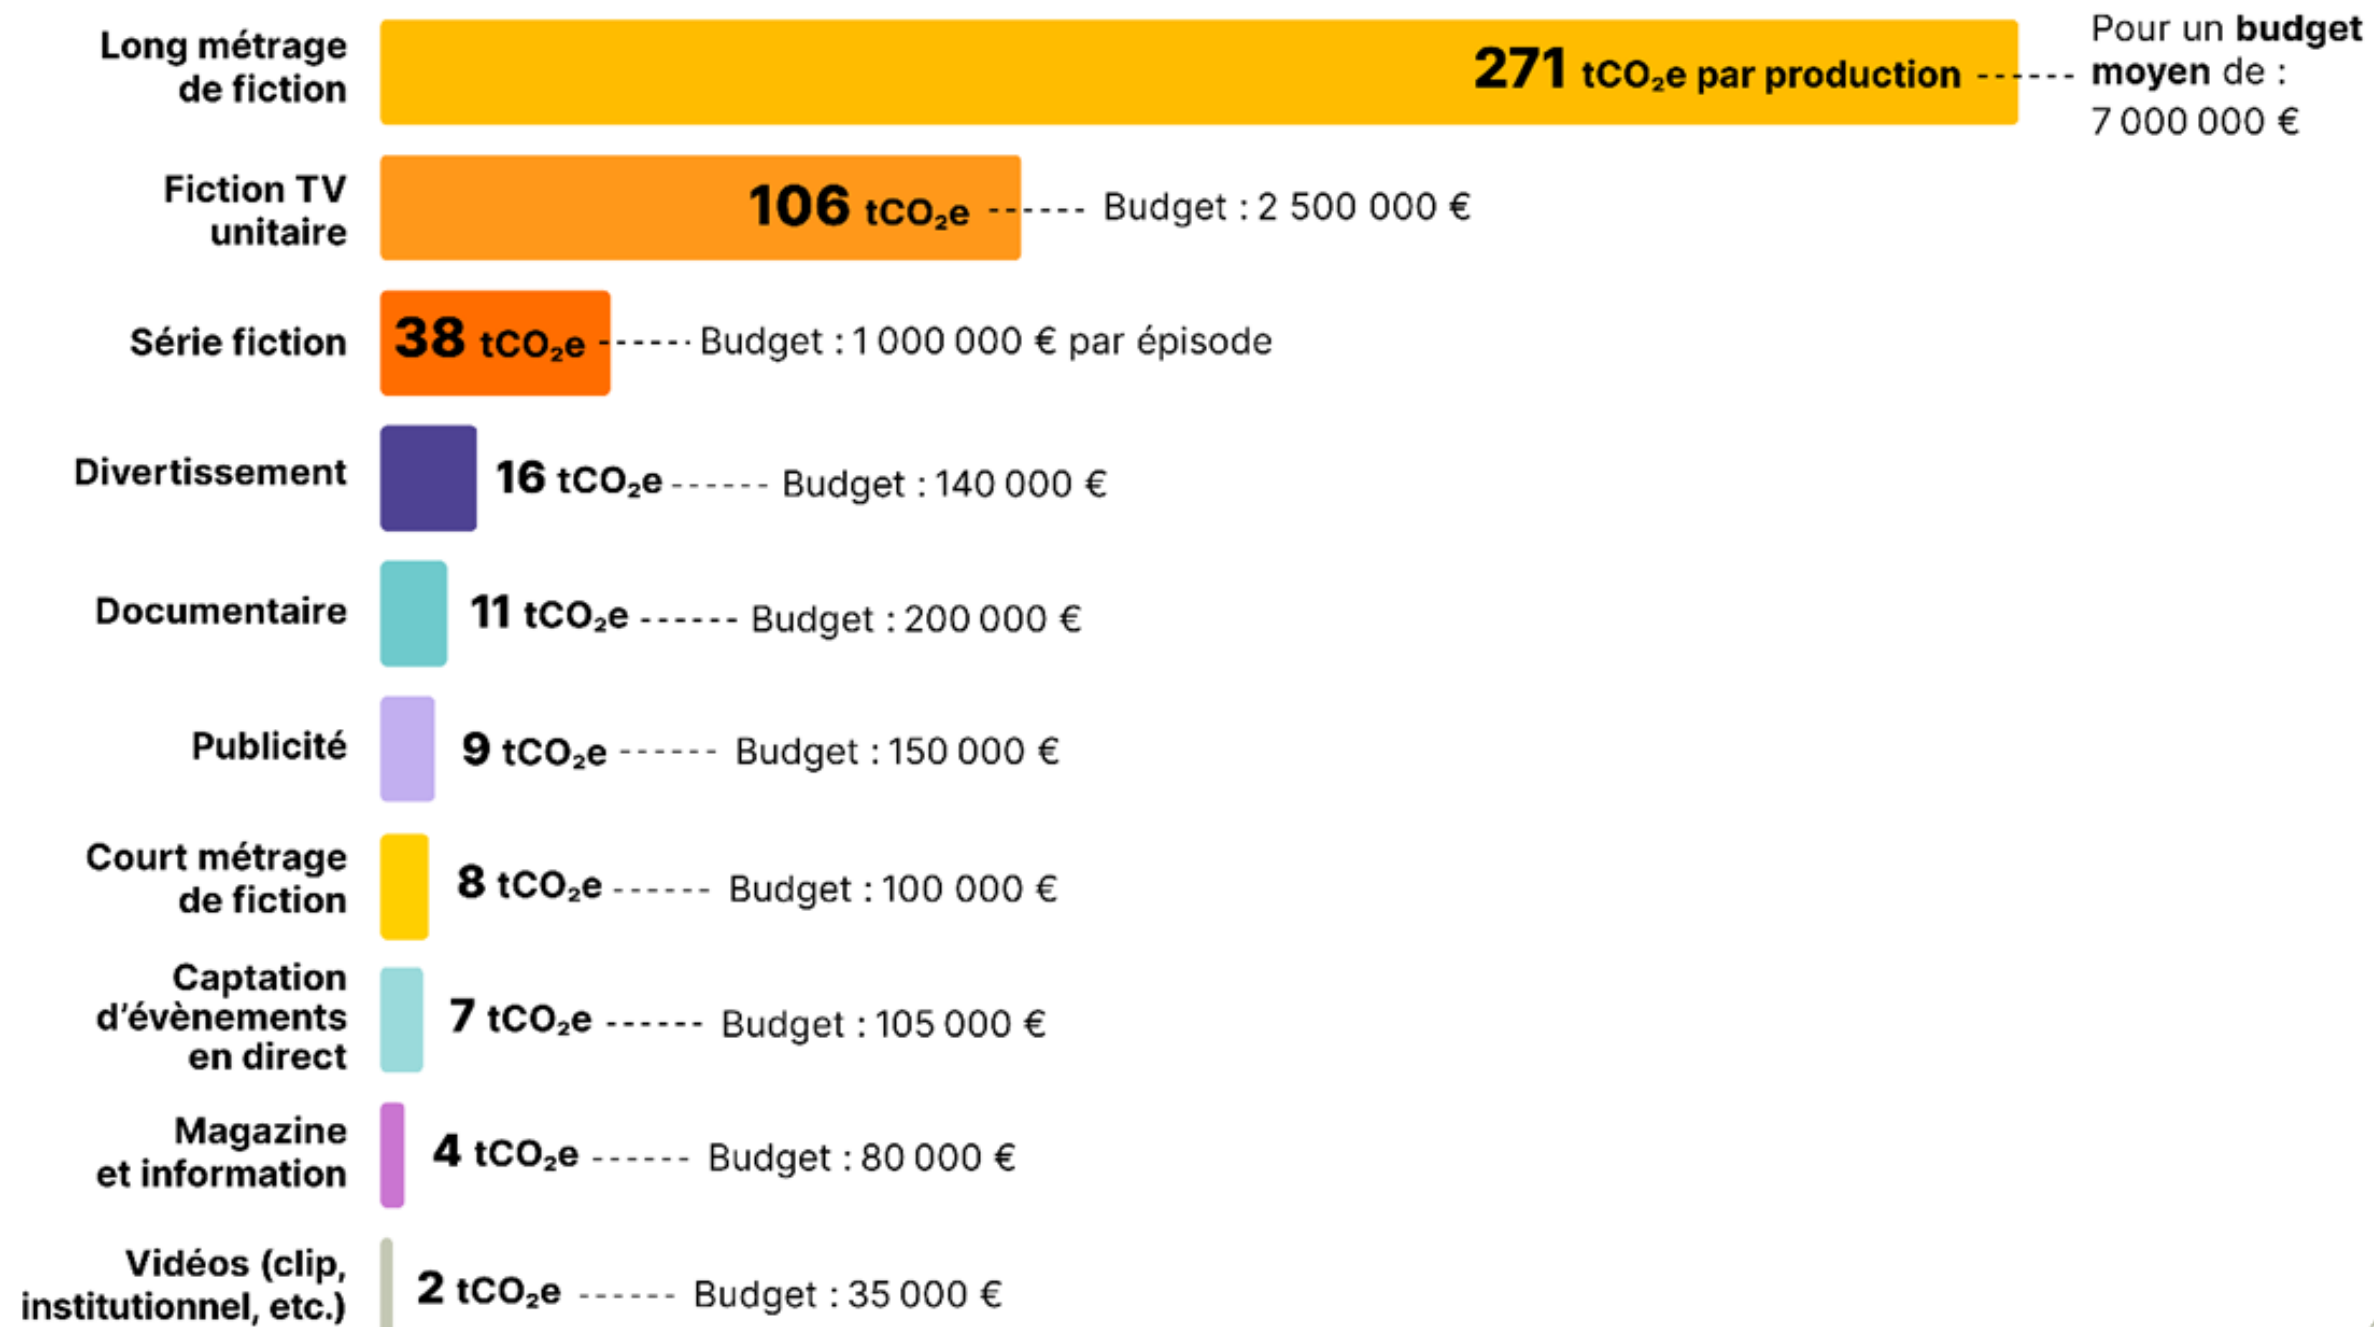 Long métrage
de fiction
271 tCO₂e par production
Pour un budget
moyen de :
7 000 000 €
Fiction TV
unitaire
106 tCO₂e
Budget : 2 500 000 €
Série fiction
38 tCO₂e
Budget : 1 000 000 € par épisode
Divertissement
16 tCO₂e
Budget : 140 000 €
Documentaire
11 tCO₂e
Budget : 200 000 €
Publicité
9 tCO₂e
Budget : 150 000 €
Court métrage
de fiction
8 tCO₂e
Budget : 100 000 €
Captation
d’évènements
en direct
7 tCO₂e
Budget : 105 000 €
Magazine
et information
4 tCO₂e
Budget : 80 000 €
Vidéos (clip,
institutionnel, etc.)
2 tCO₂e
Budget : 35 000 €